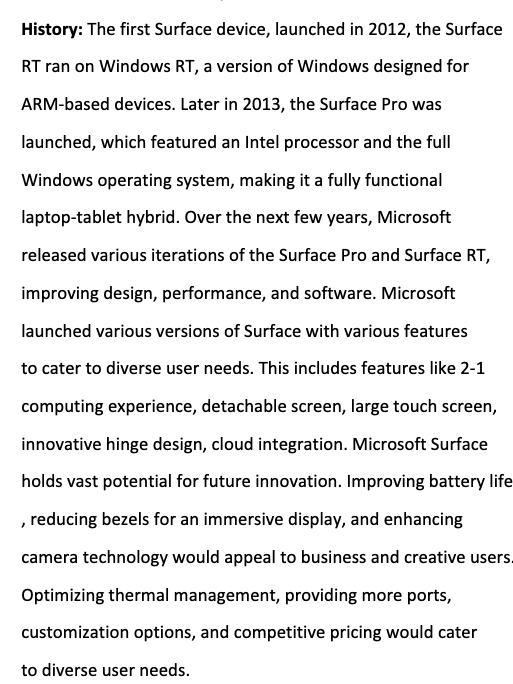 History: The first Surface device, launched in 2012, the Surface
RT ran on Windows RT, a version of Windows designed for
ARM-based devices. Later in 2013, the Surface Pro was
launched, which featured an Intel processor and the full
Windows operating system, making it a fully functional
laptop-tablet hybrid. Over the next few years, Microsoft
released various iterations of the Surface Pro and Surface RT,
improving design, performance, and software. Microsoft
launched various versions of Surface with various features
to cater to diverse user needs. This includes features like 2-1
computing experience, detachable screen, large touch screen,
innovative hinge design, cloud integration. Microsoft Surface
holds vast potential for future innovation. Improving battery life
, reducing bezels for an immersive display, and enhancing
camera technology would appeal to business and creative users.
Optimizing thermal management, providing more ports,
customization options, and competitive pricing would cater
to diverse user needs.